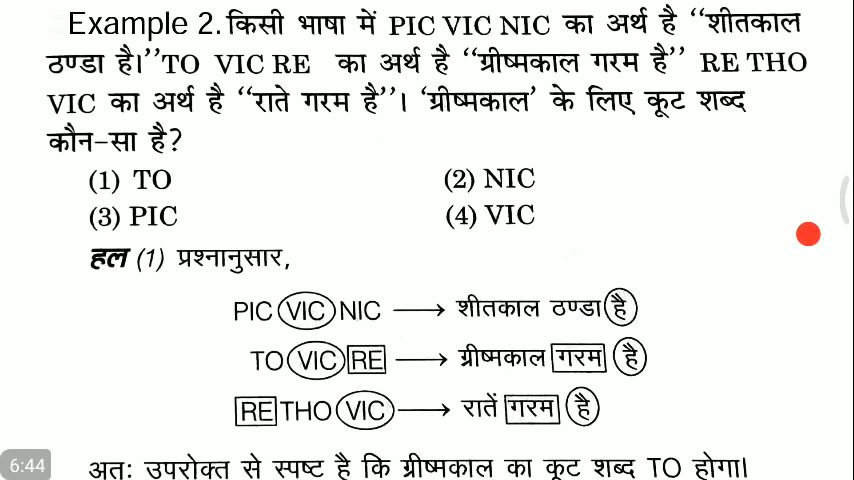 Example 2. किसी भाषा में PIC VIC NIC का अर्थ है ‘‘शीतकाल
ठण्डा है।’’TO VIC RE का अर्थ है ‘‘ग्रीष्मकाल गरम है’’ RE THO
VIC का अर्थ है ‘‘राते गरम है’’। ‘ग्रीष्मकाल’ के लिए कूट शब्द
कौन-सा है?
(1) TO (2) NIC
(3) PIC (4) VIC
हल (1) प्रश्नानुसार,
PIC VIC NIC ⟶ शीतकाल ठण्डा है
TO VIC RE ⟶ ग्रीष्मकाल गरम है
RE THO VIC ⟶ रातें गरम है
6:44 अतः उपरोक्त से स्पष्ट है कि ग्रीष्मकाल का कूट शब्द TO होगा।